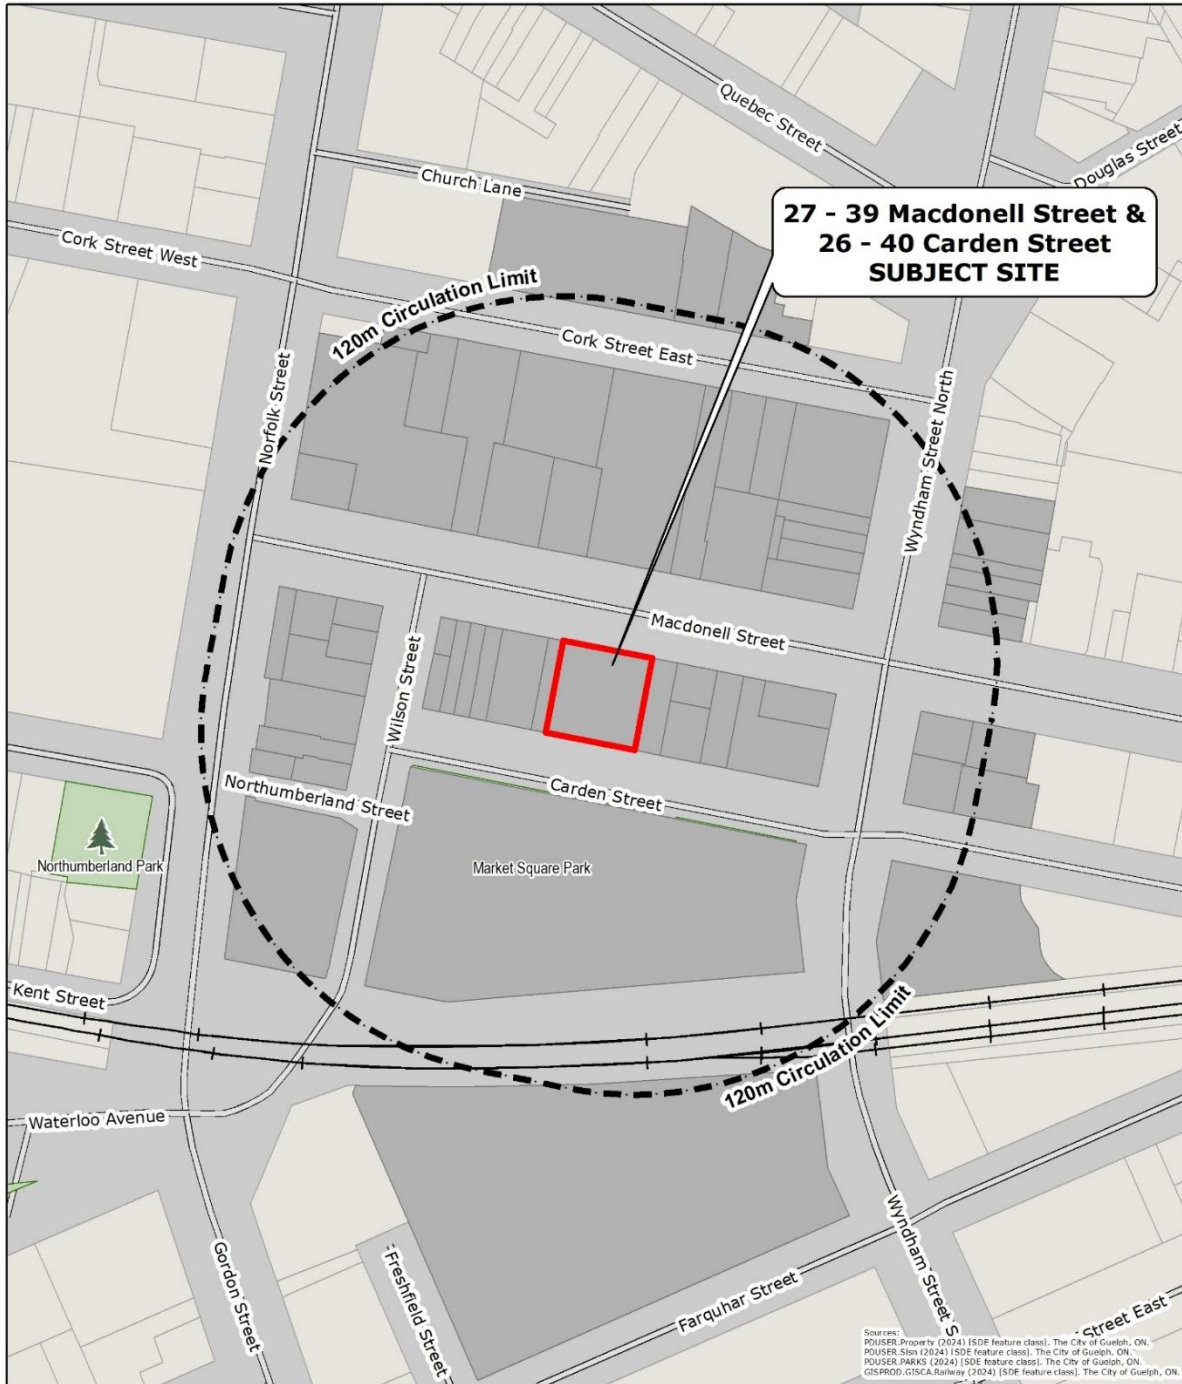 Quebec Street
Douglas Street
Church Lane
27 - 39 Macdonell Street &
26 - 40 Carden Street
SUBJECT SITE
Cork Street West
120m Circulation Limit
Cork Street East
Norfolk Street
Wyndham Street North
Macdonell Street
Wilson Street
Northumberland Street
Carden Street
Northumberland Park
Market Square Park
Kent Street
120m Circulation Limit
Waterloo Avenue
Gordon Street
Freshfield Street
Farquhar Street
Wyndham Street S
Street East
Sources:
PDUSER.Property (2024) [SDE feature class]. The City of Guelph, ON.
PDUSER.Slsn (2024) [SDE feature class]. The City of Guelph, ON.
PDUSER.PARKS (2024) [SDE feature class]. The City of Guelph, ON.
GISPROD.GISCA.Railway (2024) [SDE feature class]. The City of Guelph, ON.